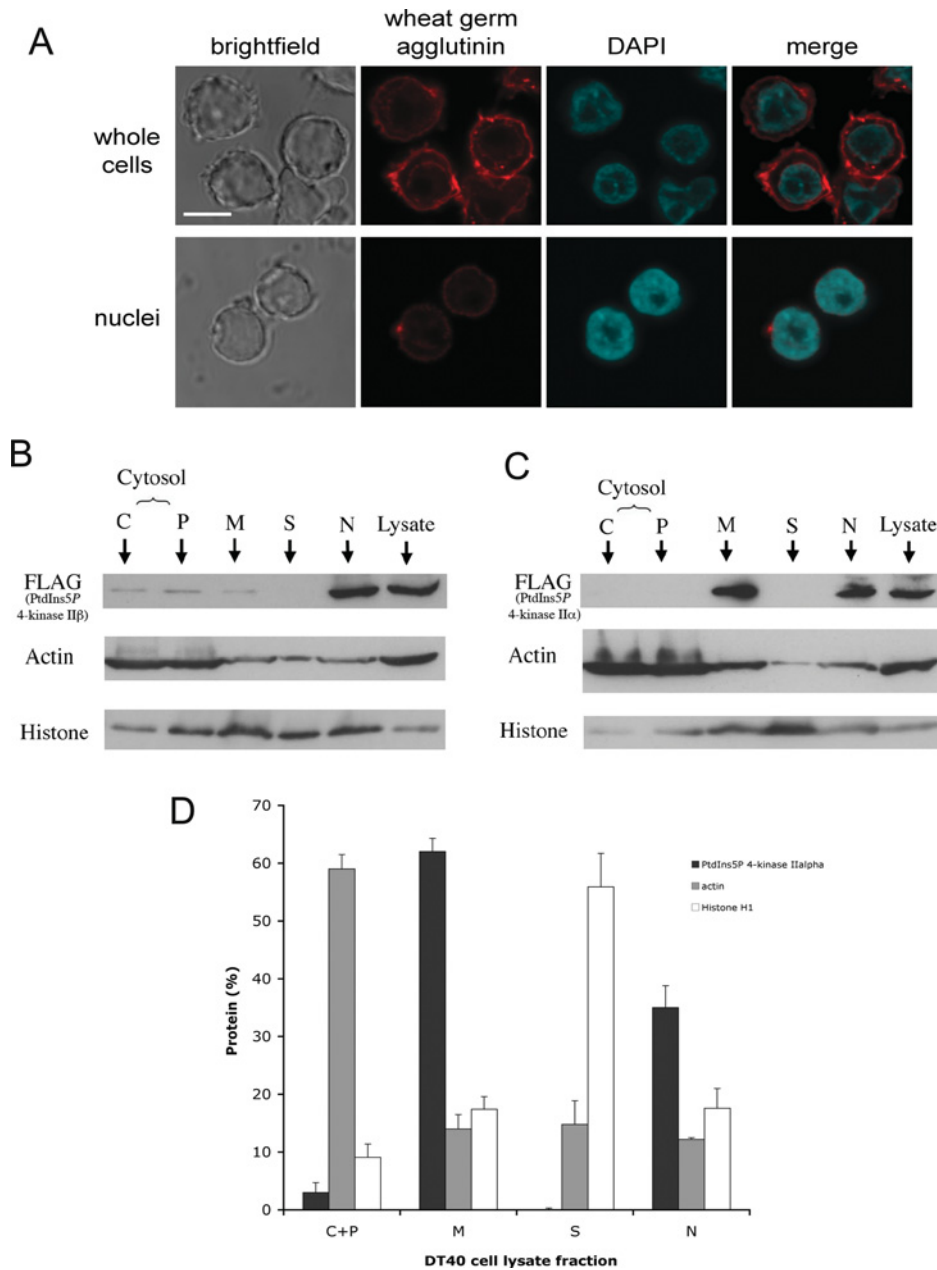 A
brightfield
wheat germ
agglutinin
DAPI
merge
whole
cells
nuclei
B
Cytosol
C P M S N Lysate
FLAG
(PtdIns5P
4-kinase IIβ)
Actin
Histone
C
Cytosol
C P M S N Lysate
FLAG
(PtdIns5P
4-kinase IIα)
Actin
Histone
D
70
60
50
40
30
20
10
0
Protein (%)
PtdIns5P 4-kinase IIalpha
actin
Histone H1
C+P M S N
DT40 cell lysate fraction